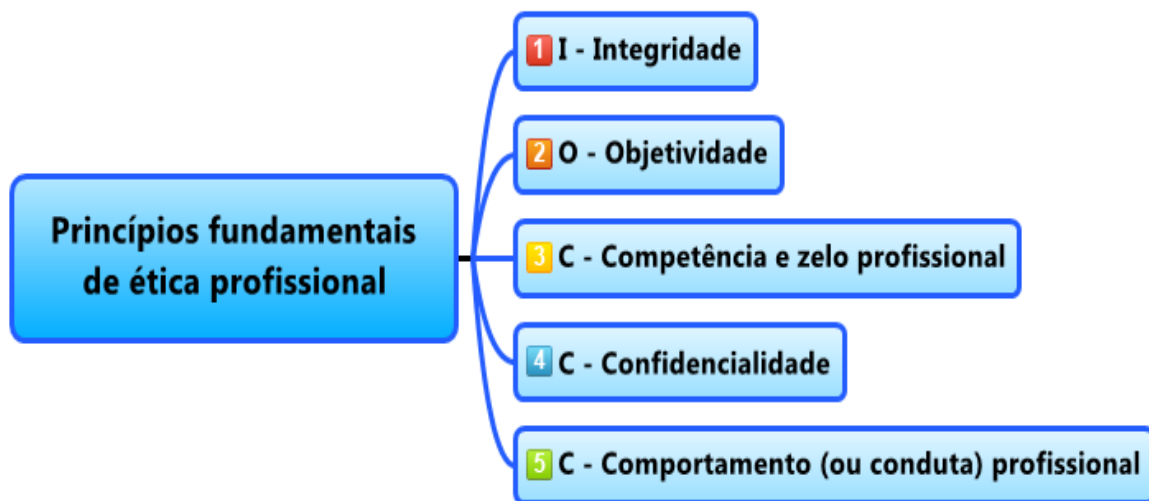 Princípios fundamentais
de ética profissional
1 I - Integridade
2 O - Objetividade
3 C - Competência e zelo profissional
4 C - Confidencialidade
5 C - Comportamento (ou conduta) profissional